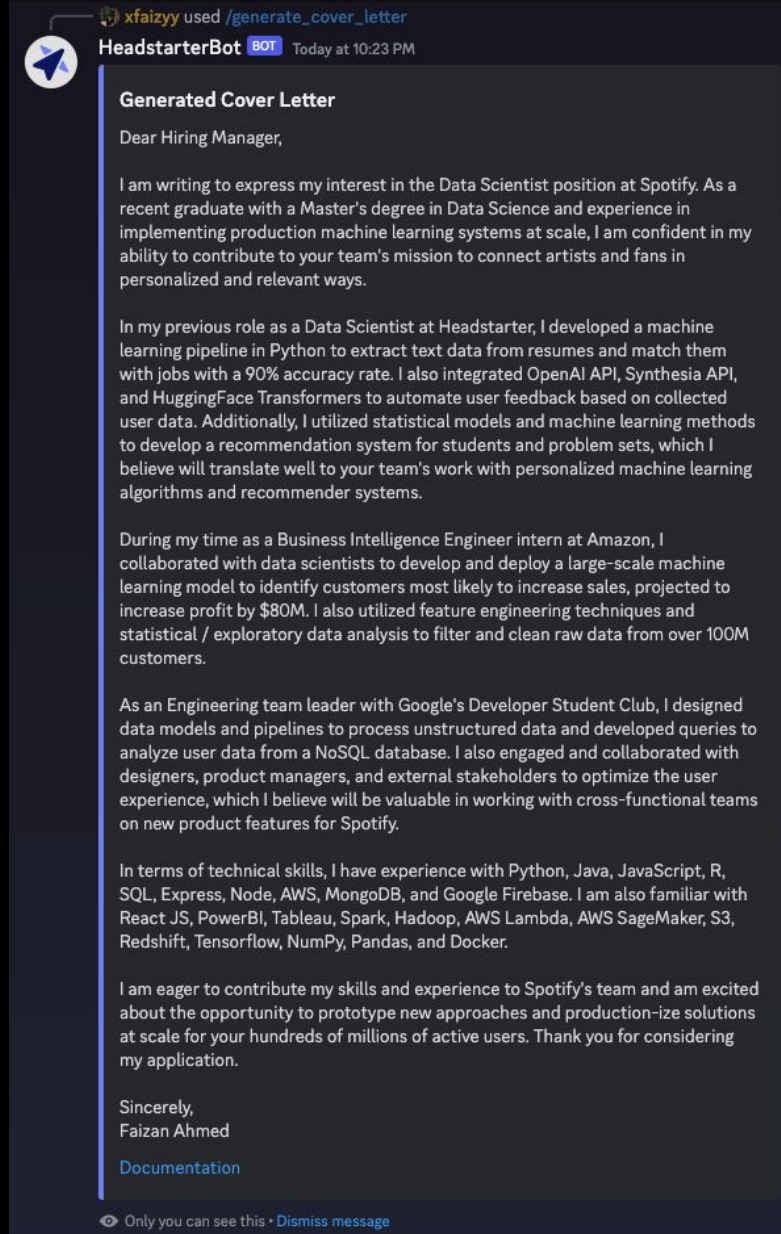 xfaizyy used /generate_cover_letter
HeadstarterBot BOT Today at 10:23 PM
Generated Cover Letter
Dear Hiring Manager,
I am writing to express my interest in the Data Scientist position at Spotify. As a
recent graduate with a Master's degree in Data Science and experience in
implementing production machine learning systems at scale, I am confident in my
ability to contribute to your team's mission to connect artists and fans in
personalized and relevant ways.
In my previous role as a Data Scientist at Headstarter, I developed a machine
learning pipeline in Python to extract text data from resumes and match them
with jobs with a 90% accuracy rate. I also integrated OpenAI API, Synthesia API,
and HuggingFace Transformers to automate user feedback based on collected
user data. Additionally, I utilized statistical models and machine learning methods
to develop a recommendation system for students and problem sets, which I
believe will translate well to your team's work with personalized machine learning
algorithms and recommender systems.
During my time as a Business Intelligence Engineer intern at Amazon, I
collaborated with data scientists to develop and deploy a large-scale machine
learning model to identify customers most likely to increase sales, projected to
increase profit by $80M. I also utilized feature engineering techniques and
statistical / exploratory data analysis to filter and clean raw data from over 100M
customers.
As an Engineering team leader with Google's Developer Student Club, I designed
data models and pipelines to process unstructured data and developed queries to
analyze user data from a NoSQL database. I also engaged and collaborated with
designers, product managers, and external stakeholders to optimize the user
experience, which I believe will be valuable in working with cross-functional teams
on new product features for Spotify.
In terms of technical skills, I have experience with Python, Java, JavaScript, R,
SQL, Express, Node, AWS, MongoDB, and Google Firebase. I am also familiar with
React JS, PowerBI, Tableau, Spark, Hadoop, AWS Lambda, AWS SageMaker, S3,
Redshift, Tensorflow, NumPy, Pandas, and Docker.
I am eager to contribute my skills and experience to Spotify's team and am excited
about the opportunity to prototype new approaches and production-ize solutions
at scale for your hundreds of millions of active users. Thank you for considering
my application.
Sincerely,
Faizan Ahmed
Documentation
Only you can see this • Dismiss message